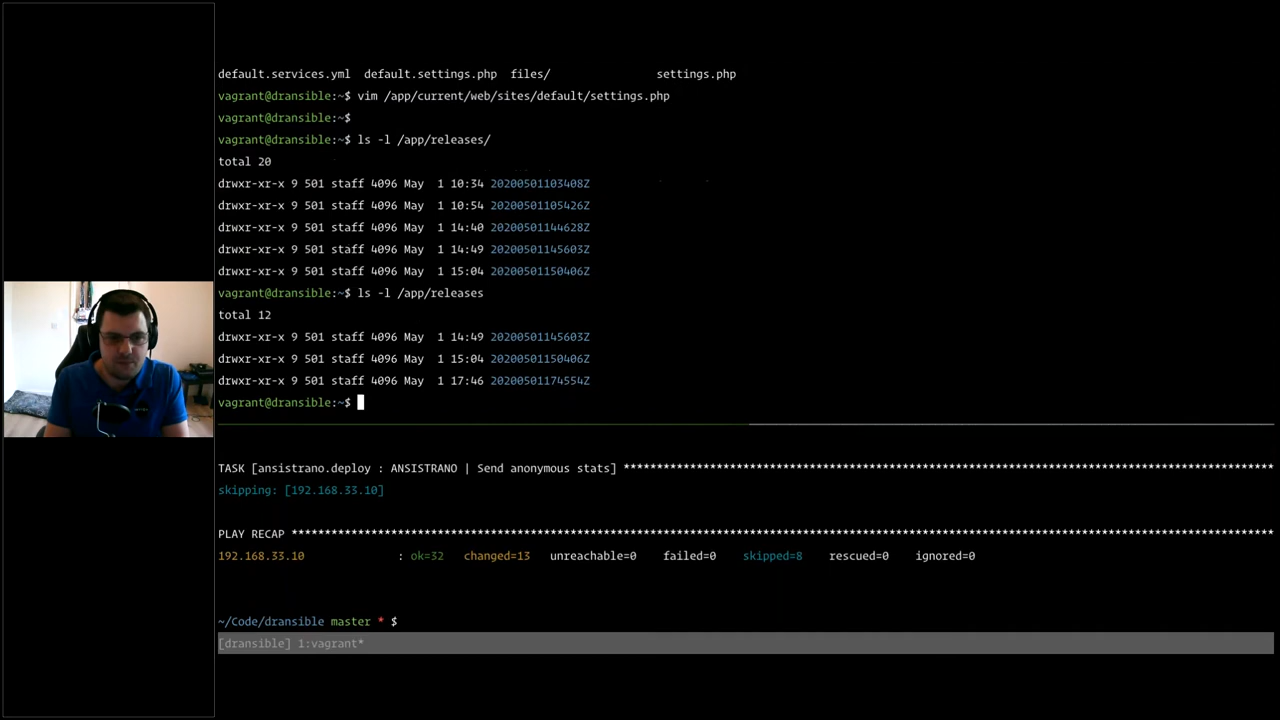 default.services.yml  default.settings.php  files/                settings.php
vagrant@dransible:~$ vim /app/current/web/sites/default/settings.php
vagrant@dransible:~$
vagrant@dransible:~$ ls -l /app/releases/
total 20
drwxr-xr-x 9 501 staff 4096 May  1 10:34 20200501103408Z
drwxr-xr-x 9 501 staff 4096 May  1 10:54 20200501105426Z
drwxr-xr-x 9 501 staff 4096 May  1 14:40 20200501144628Z
drwxr-xr-x 9 501 staff 4096 May  1 14:49 20200501145603Z
drwxr-xr-x 9 501 staff 4096 May  1 15:04 20200501150406Z
vagrant@dransible:~$ ls -l /app/releases
total 12
drwxr-xr-x 9 501 staff 4096 May  1 14:49 20200501145603Z
drwxr-xr-x 9 501 staff 4096 May  1 15:04 20200501150406Z
drwxr-xr-x 9 501 staff 4096 May  1 17:46 20200501174554Z
vagrant@dransible:~$
TASK [ansistrano.deploy : ANSISTRANO | Send anonymous stats] **************************************************************************************************
skipping: [192.168.33.10]
PLAY RECAP ****************************************************************************************************************************************************
192.168.33.10              : ok=32   changed=13   unreachable=0    failed=0    skipped=8    rescued=0    ignored=0
~/Code/dransible master * $
[dransible] 1:vagrant*